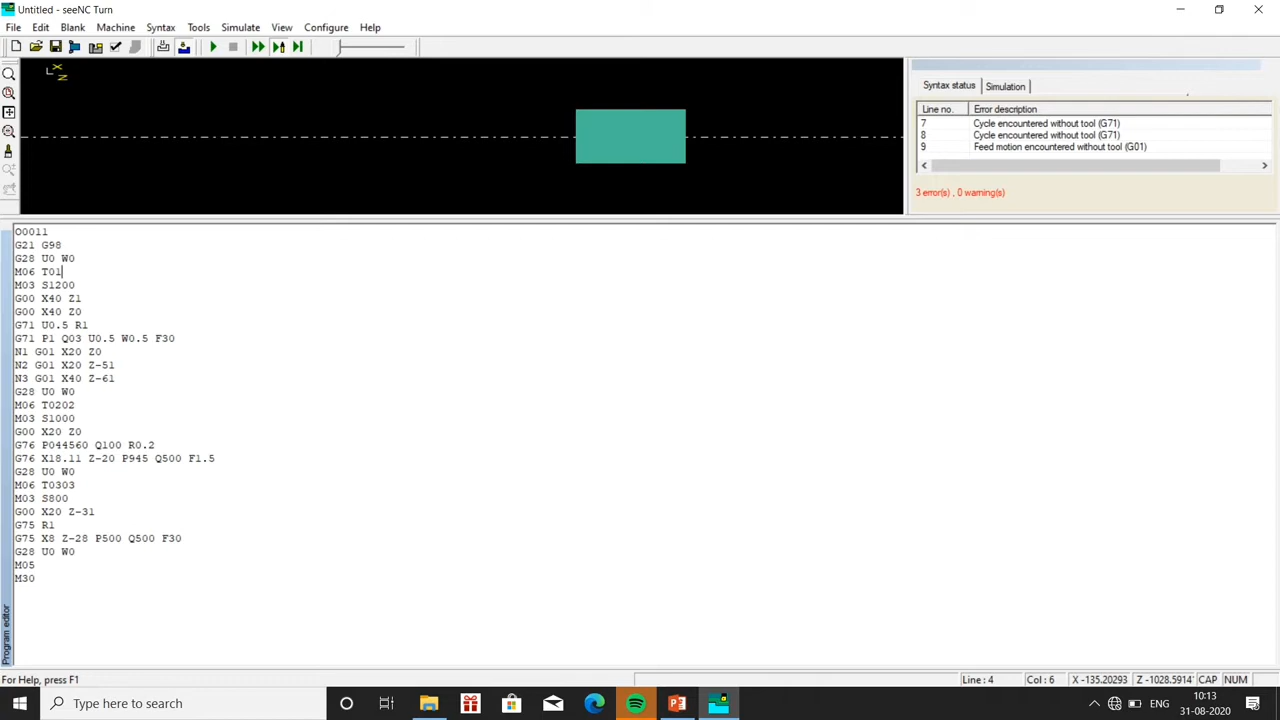 Untitled - seeNC Turn
File Edit Blank Machine Syntax Tools Simulate View Configure Help
X
Z
Syntax status Simulation
Line no. Error description
7 Cycle encountered without tool (G71)
8 Cycle encountered without tool (G71)
9 Feed motion encountered without tool (G01)
3 error(s) , 0 warning(s)
O0011
G21 G98
G28 U0 W0
M06 T01
M03 S1200
G00 X40 Z1
G00 X40 Z0
G71 U0.5 R1
G71 P1 Q03 U0.5 W0.5 F30
N1 G01 X20 Z0
N2 G01 X20 Z-51
N3 G01 X40 Z-61
G28 U0 W0
M06 T0202
M03 S1000
G00 X20 Z0
G76 P044560 Q100 R0.2
G76 X18.11 Z-20 P945 Q500 F1.5
G28 U0 W0
M06 T0303
M03 S800
G00 X20 Z-31
G75 R1
G75 X8 Z-28 P500 Q500 F30
G28 U0 W0
M05
M30
Program editor
For Help, press F1
Line : 4 Col : 6 X -135.20293 Z -1028.5914 CAP NUM
Type here to search
ENG
10:13
31-08-2020